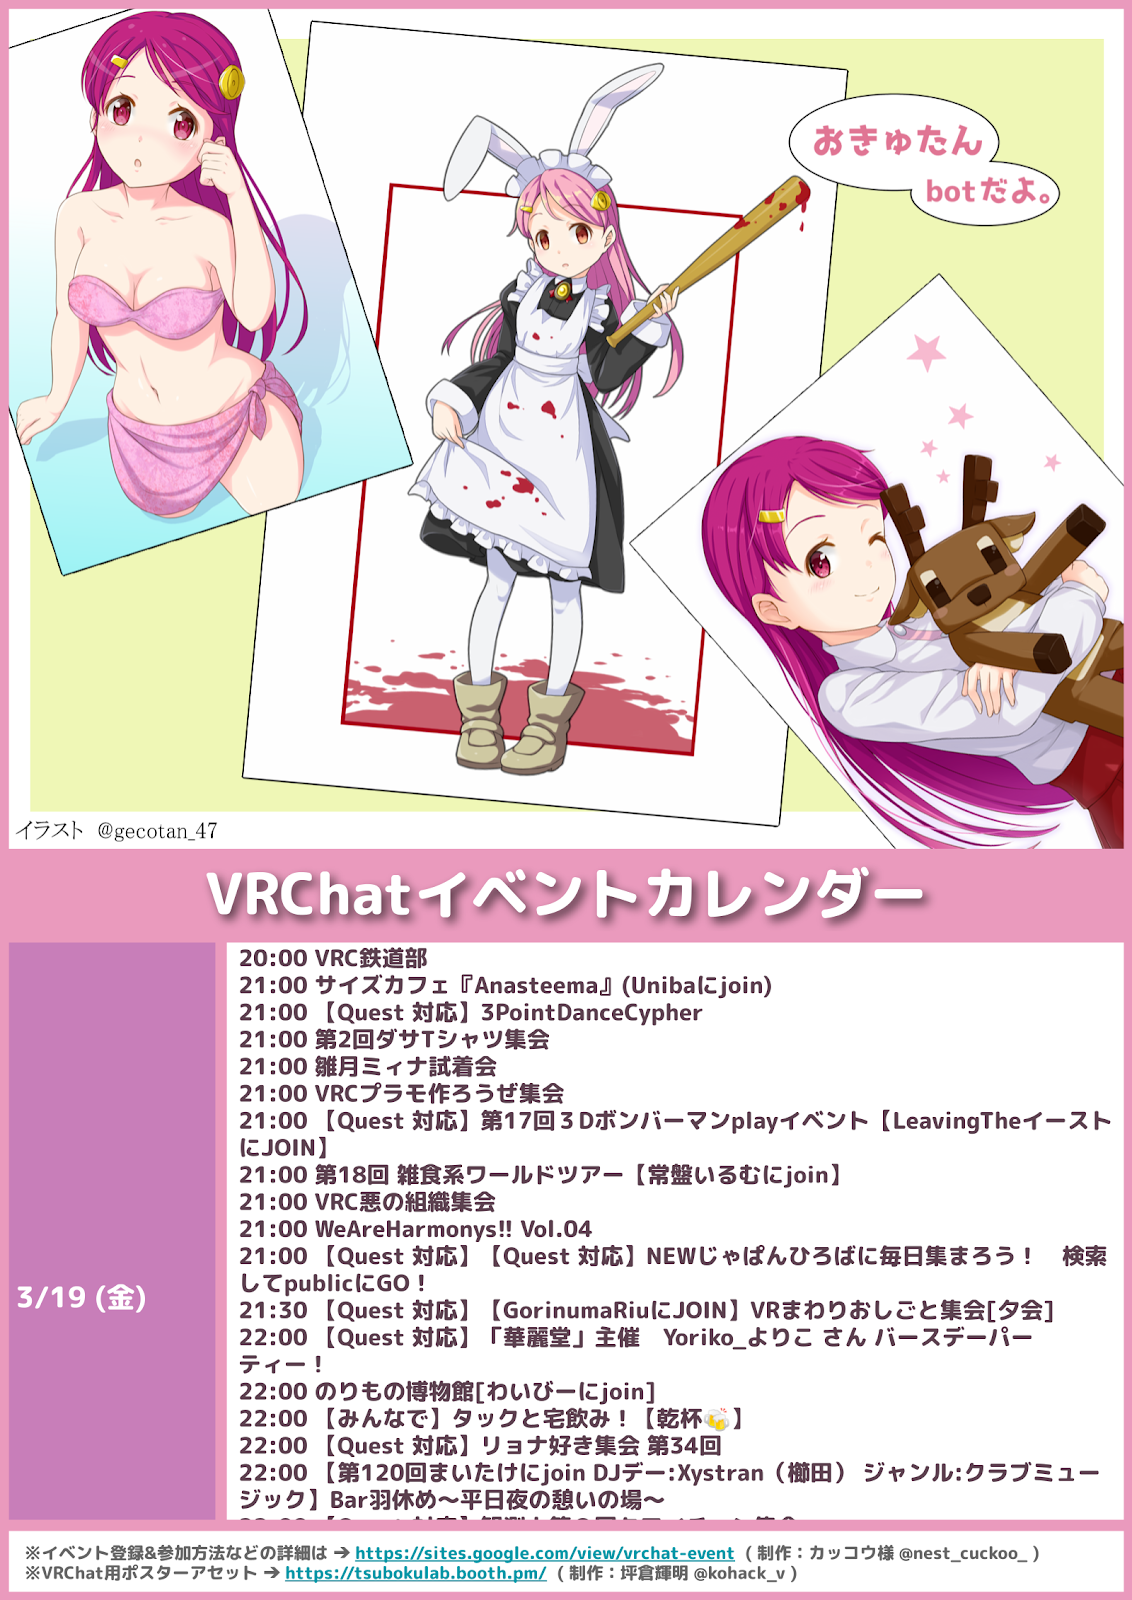 おきゅたん
botだよ。
イラスト @gecotan_47
VRChatイベントカレンダー
3/19 (金)
20:00 VRC鉄道部
21:00 サイズカフェ『Anasteema』(Unibaにjoin)
21:00 【Quest 対応】3PointDanceCypher
21:00 第2回ダサTシャツ集会
21:00 雛月ミィナ試着会
21:00 VRCプラモ作ろうぜ集会
21:00 【Quest 対応】第17回３Dボンバーマンplayイベント【LeavingTheイースト
にJOIN】
21:00 第18回 雑食系ワールドツアー【常盤いるむにjoin】
21:00 VRC悪の組織集会
21:00 WeAreHarmonys!! Vol.04
21:00 【Quest 対応】【Quest 対応】NEWじゃぱんひろばに毎日集まろう！　検索
してpublicにGO！
21:30 【Quest 対応】【GorinumaRiuにJOIN】VRまわりおしごと集会[夕会]
22:00 【Quest 対応】「華麗堂」主催　Yoriko_よりこ さん バースデーパー
ティー！
22:00 のりもの博物館[わいびーにjoin]
22:00 【みんなで】タックと宅飲み！【乾杯🍻】
22:00 【Quest 対応】リョナ好き集会 第34回
22:00 【第120回まいたけにjoin DJデー:Xystran（櫛田） ジャンル:クラブミュー
ジック】Bar羽休め～平日夜の憩いの場～
※イベント登録&参加方法などの詳細は ➔ https://sites.google.com/view/vrchat-event （制作：カッコウ様 @nest_cuckoo_）
※VRChat用ポスターアセット ➔ https://tsubokulab.booth.pm/ （制作：坪倉輝明 @kohack_v）